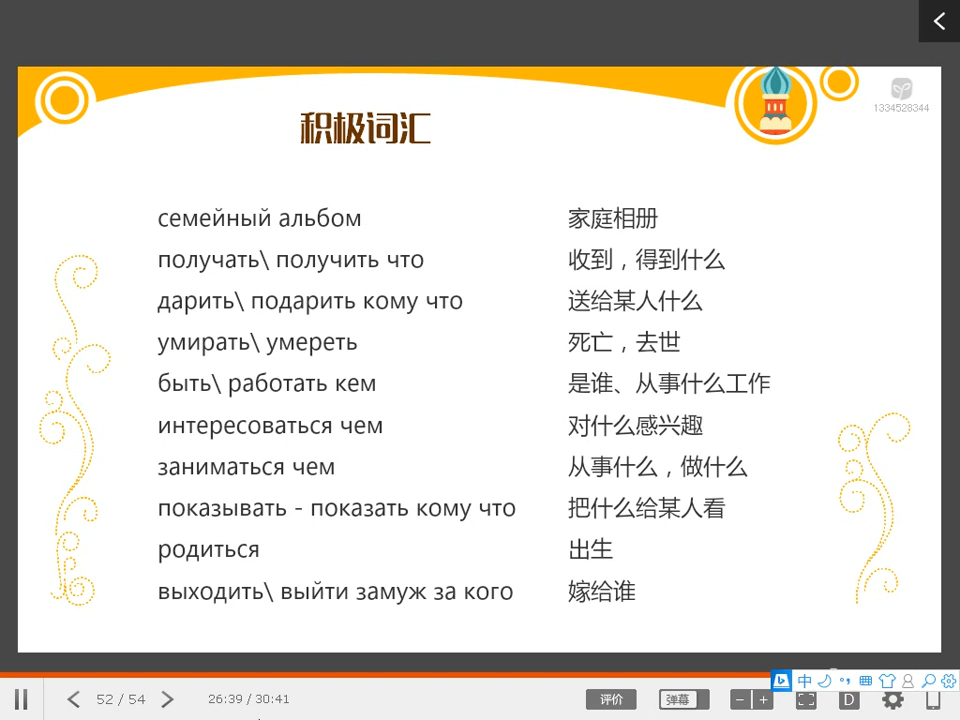 1334528344
积极词汇
семейный альбом 家庭相册
получать\ получить что 收到，得到什么
дарить\ подарить кому что 送给某人什么
умирать\ умереть 死亡，去世
быть\ работать кем 是谁、从事什么工作
интересоваться чем 对什么感兴趣
заниматься чем 从事什么，做什么
показывать - показать кому что 把什么给某人看
родиться 出生
выходить\ выйти замуж за кого 嫁给谁
中
52 / 54 26:39 / 30:41 评价 弹幕 − + D